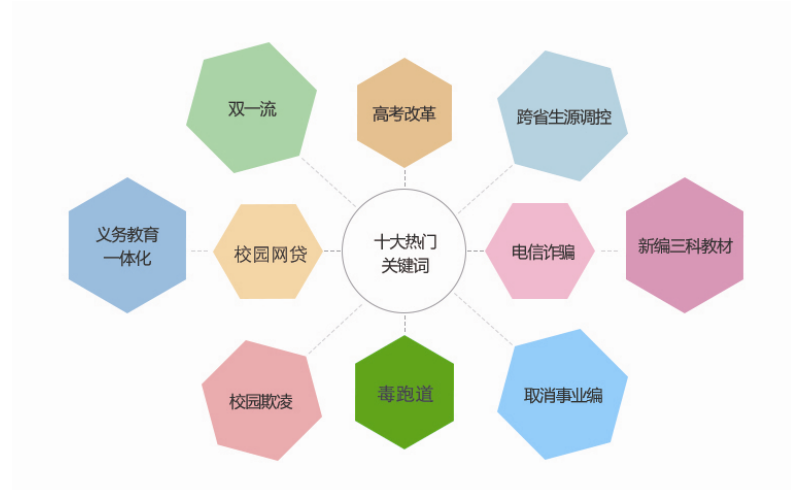 双一流
高考改革
跨省生源调控
义务教育
一体化
校园网贷
十大热门
关键词
电信诈骗
新编三科教材
校园欺凌
毒跑道
取消事业编